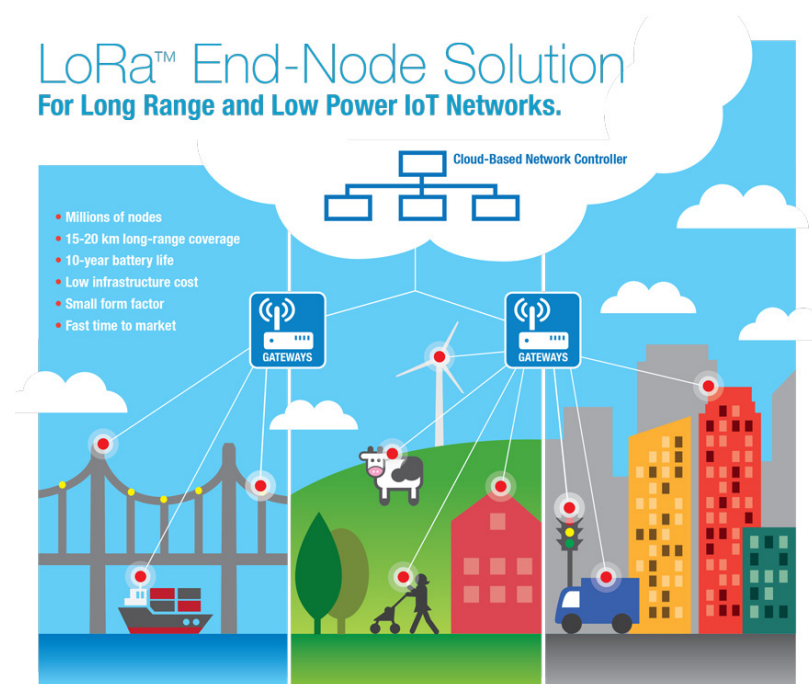 LoRa™ End-Node Solution
For Long Range and Low Power IoT Networks.
Cloud-Based Network Controller
• Millions of nodes
• 15-20 km long-range coverage
• 10-year battery life
• Low infrastructure cost
• Small form factor
• Fast time to market
GATEWAYS
GATEWAYS